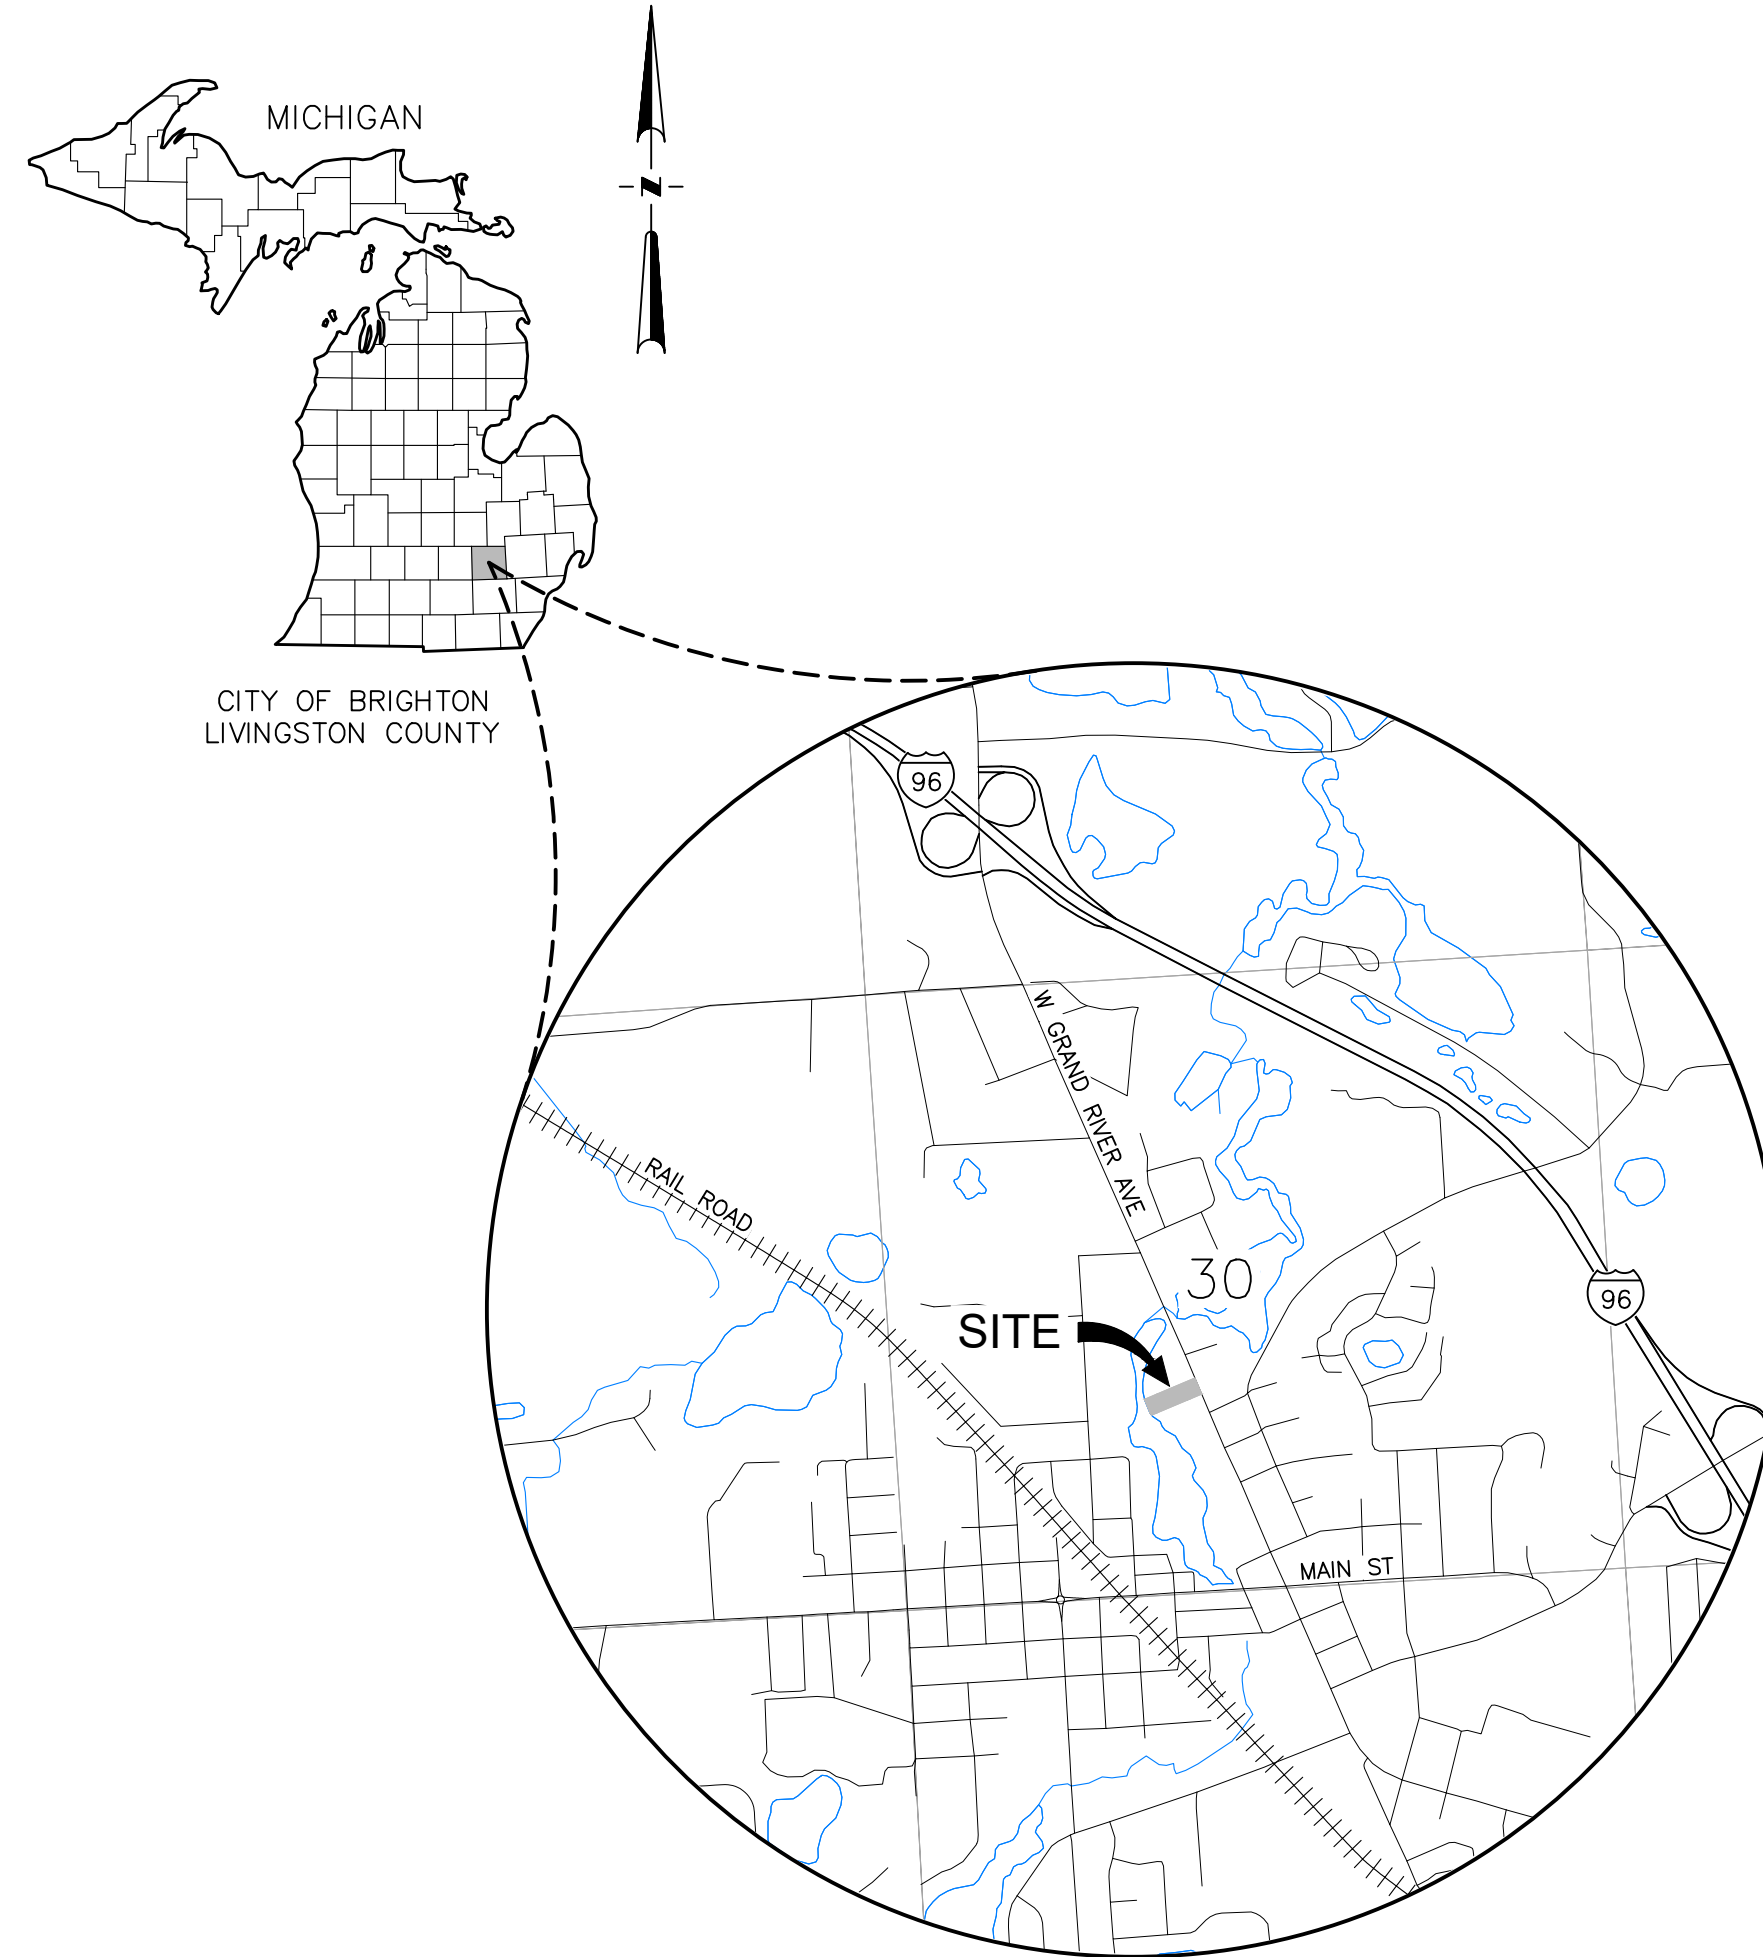 MICHIGAN
N
CITY OF BRIGHTON
LIVINGSTON COUNTY
96
W GRAND RIVER AVE
RAIL ROAD
30
96
SITE
MAIN ST